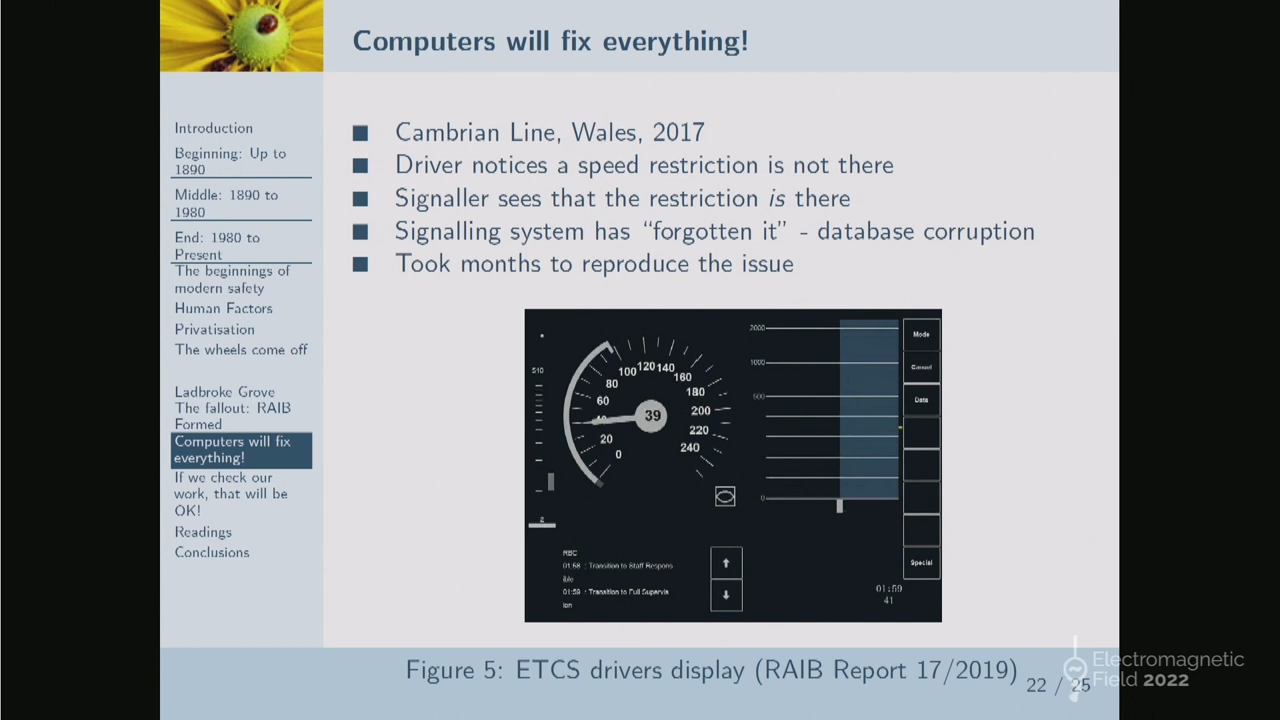 Computers will fix everything!
Introduction
Beginning: Up to
1890
Middle: 1890 to
1980
End: 1980 to
Present
The beginnings of
modern safety
Human Factors
Privatisation
The wheels come off
Ladbroke Grove
The fallout: RAIB
Formed
Computers will fix
everything!
If we check our
work, that will be
OK!
Readings
Conclusions
■ Cambrian Line, Wales, 2017
■ Driver notices a speed restriction is not there
■ Signaller sees that the restriction is there
■ Signalling system has “forgotten it” - database corruption
■ Took months to reproduce the issue
510
2
0
20
40
60
80
100
120
140
160
180
200
220
240
39
2000
1000
500
0
Mode
Cancel
Data
Special
RBC
01:58 : Transition to Staff Respons
ible
01:59 : Transition to Full Supervis
ion
01:59
41
Figure 5: ETCS drivers display (RAIB Report 17/2019)
22 / 25
Electromagnetic
Field 2022